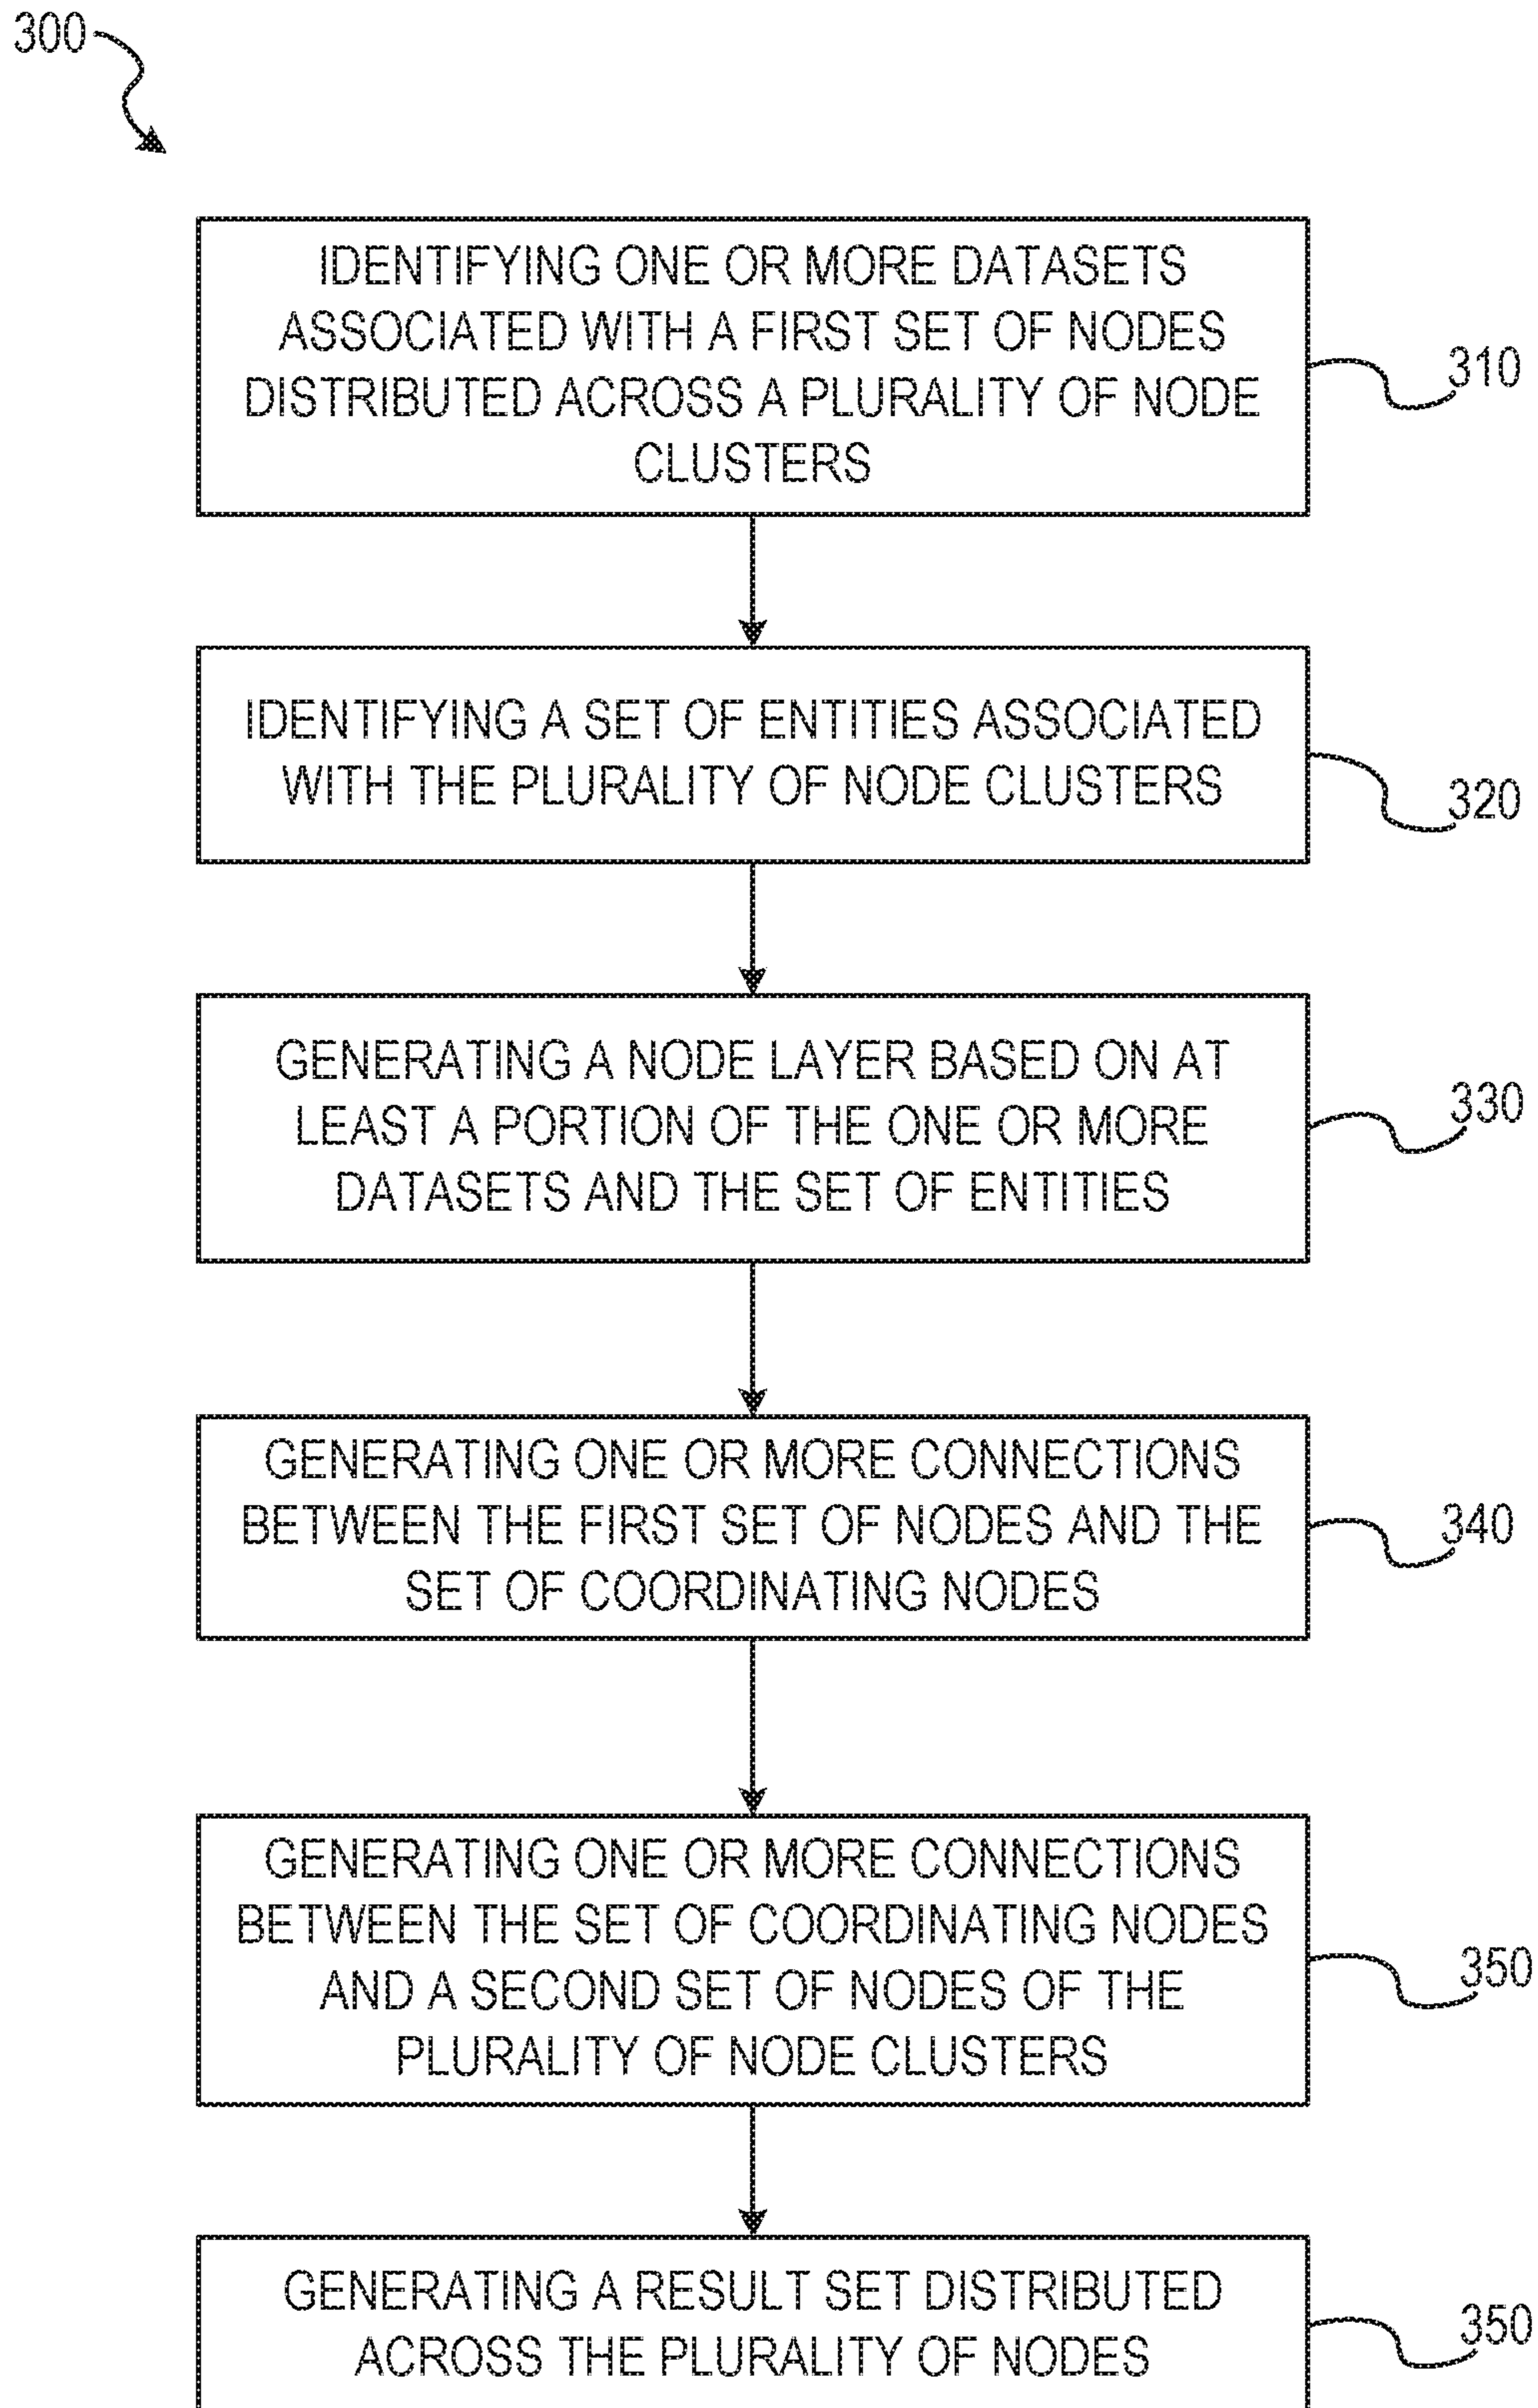 300
IDENTIFYING ONE OR MORE DATASETS
ASSOCIATED WITH A FIRST SET OF NODES
DISTRIBUTED ACROSS A PLURALITY OF NODE
CLUSTERS
310
IDENTIFYING A SET OF ENTITIES ASSOCIATED
WITH THE PLURALITY OF NODE CLUSTERS
320
GENERATING A NODE LAYER BASED ON AT
LEAST A PORTION OF THE ONE OR MORE
DATASETS AND THE SET OF ENTITIES
330
GENERATING ONE OR MORE CONNECTIONS
BETWEEN THE FIRST SET OF NODES AND THE
SET OF COORDINATING NODES
340
GENERATING ONE OR MORE CONNECTIONS
BETWEEN THE SET OF COORDINATING NODES
AND A SECOND SET OF NODES OF THE
PLURALITY OF NODE CLUSTERS
350
GENERATING A RESULT SET DISTRIBUTED
ACROSS THE PLURALITY OF NODES
350